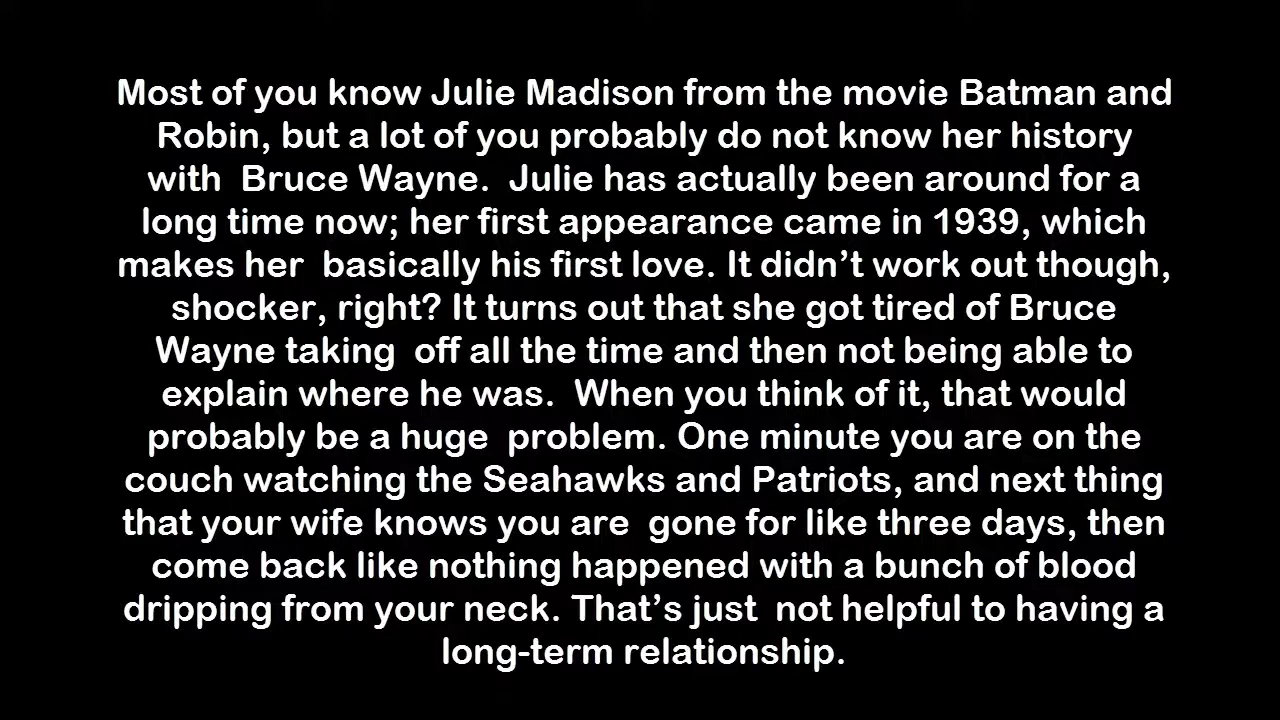 Most of you know Julie Madison from the movie Batman and
Robin, but a lot of you probably do not know her history
with  Bruce Wayne.  Julie has actually been around for a
long time now; her first appearance came in 1939, which
makes her  basically his first love. It didn’t work out though,
shocker, right? It turns out that she got tired of Bruce
Wayne taking  off all the time and then not being able to
explain where he was.  When you think of it, that would
probably be a huge  problem. One minute you are on the
couch watching the Seahawks and Patriots, and next thing
that your wife knows you are  gone for like three days, then
come back like nothing happened with a bunch of blood
dripping from your neck. That’s just  not helpful to having a
long-term relationship.